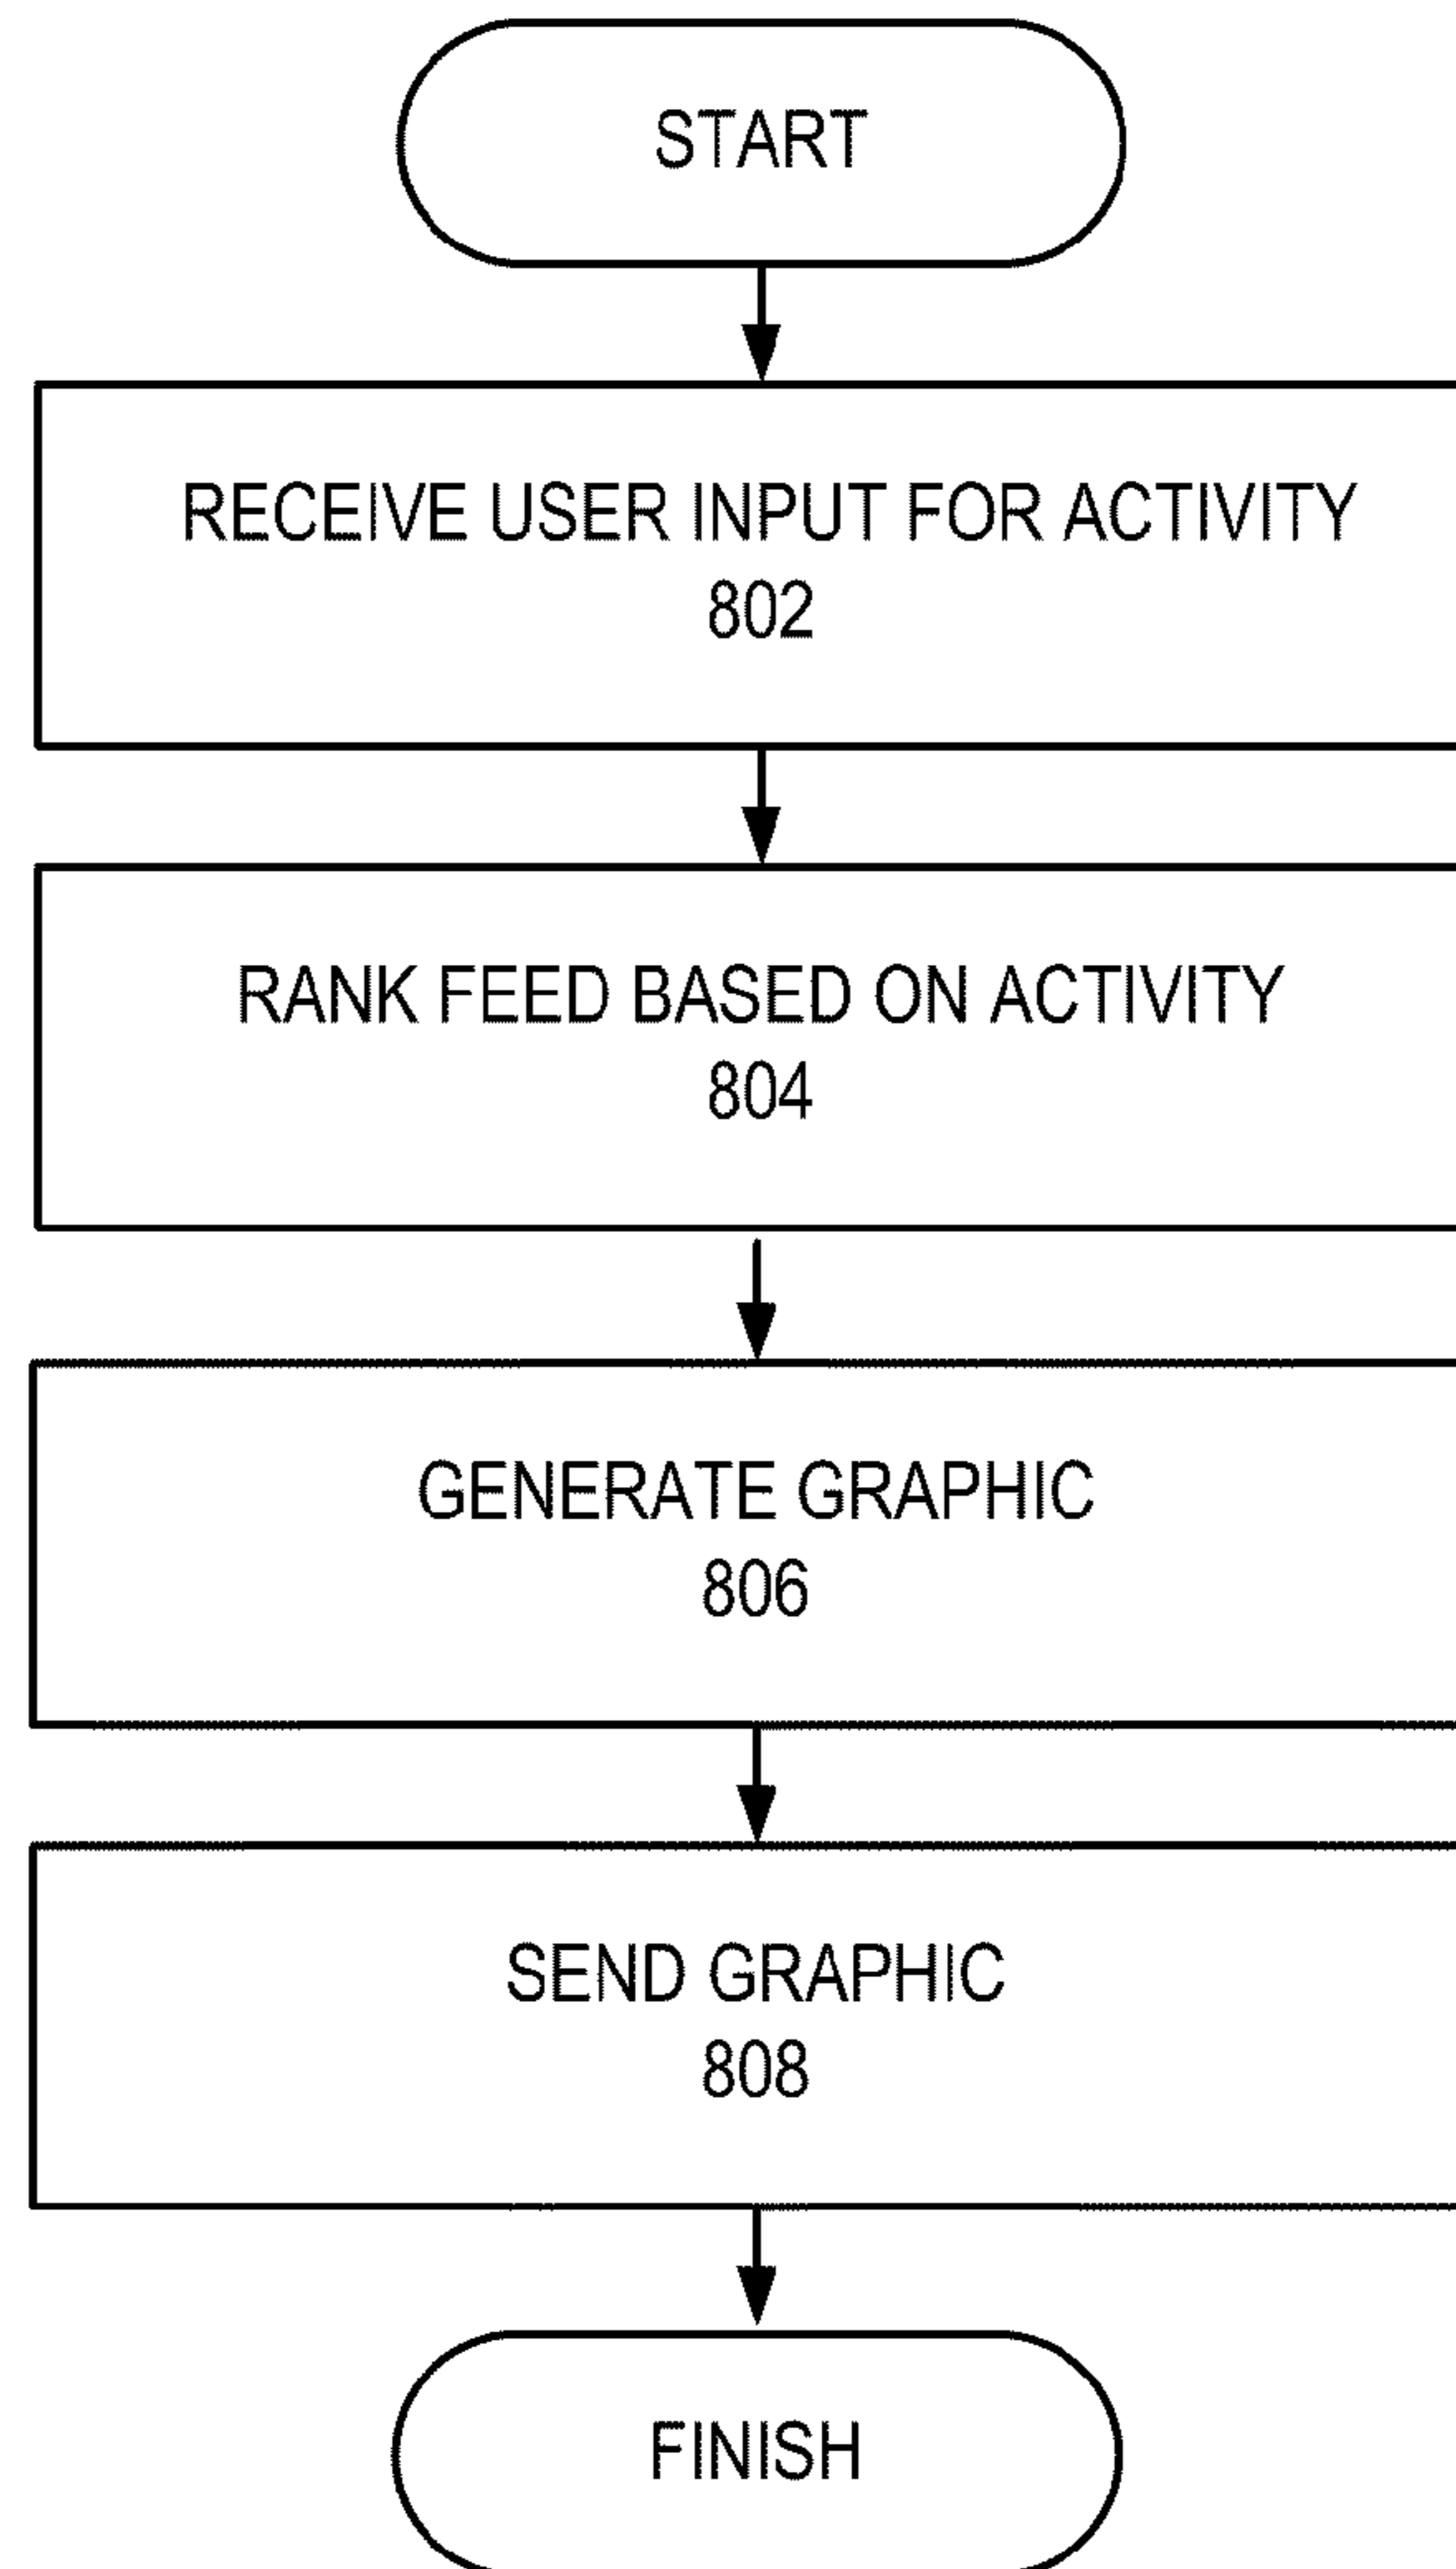 START
RECEIVE USER INPUT FOR ACTIVITY
802
RANK FEED BASED ON ACTIVITY
804
GENERATE GRAPHIC
806
SEND GRAPHIC
808
FINISH